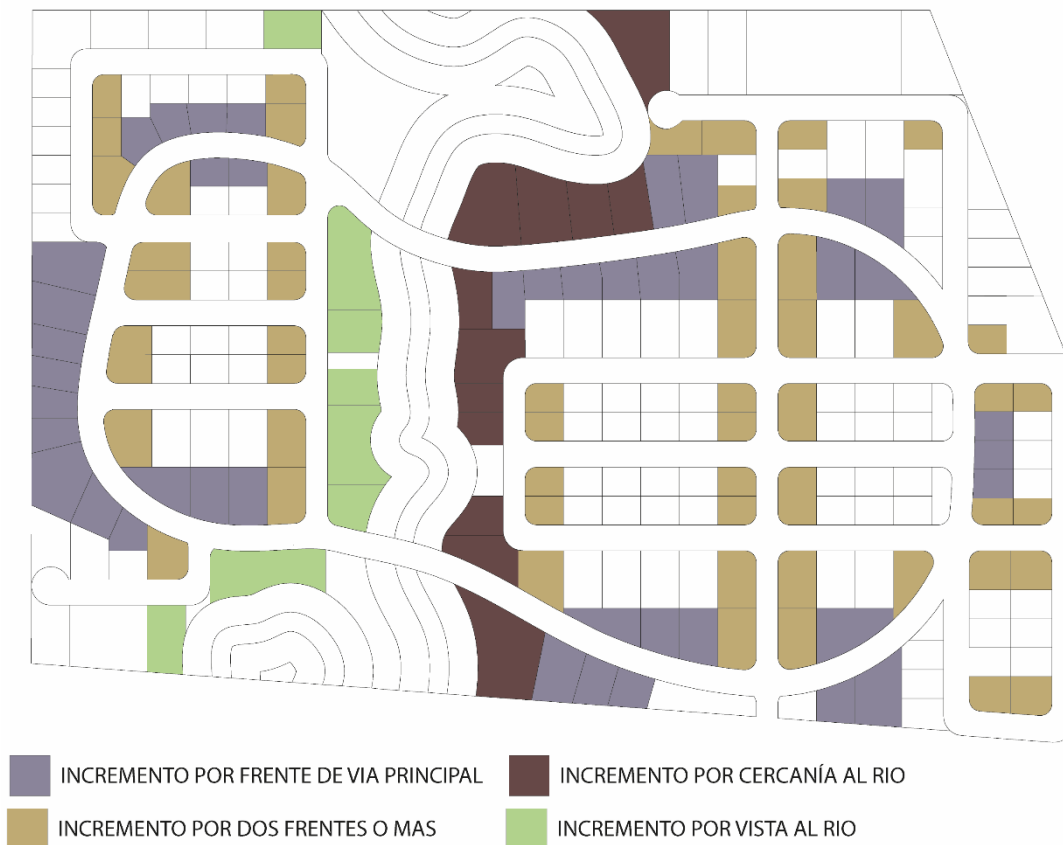 INCREMENTO POR FRENTE DE VIA PRINCIPAL
INCREMENTO POR CERCANÍA AL RIO
INCREMENTO POR DOS FRENTES O MAS
INCREMENTO POR VISTA AL RIO